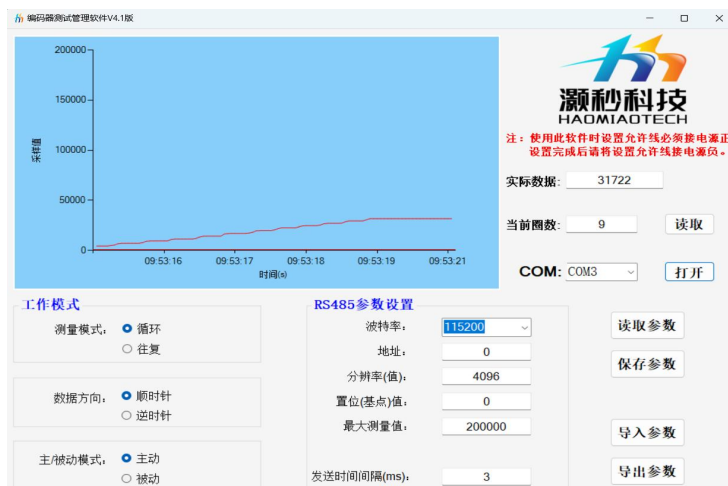 编码器测试管理软件V4.1版
200000
150000
100000
50000
0
采样值
09:53:16
09:53:17
09:53:18
09:53:19
09:53:21
时间(s)
灏秒科技
HAOMIAOTECH
注：使用此软件时设置允许线必须接电源正
设置完成后请将设置允许线接电源负。
实际数据: 31722
当前圈数: 9 读取
COM: COM3 打开
工作模式
测量模式: 循环
往复
数据方向: 顺时针
逆时针
主/被动模式: 主动
被动
RS485参数设置
波特率: 115200
地址: 0
分辨率(值): 4096
置位(基点)值: 0
最大测量值: 200000
发送时间间隔(ms): 3
读取参数
保存参数
导入参数
导出参数